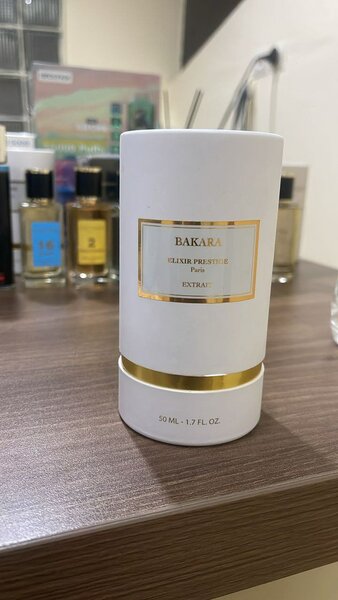 BAKARA
ELIXIR PRESTIGE
Paris
EXTRAIT
50 ML - 1.7 FL. OZ.
16
2